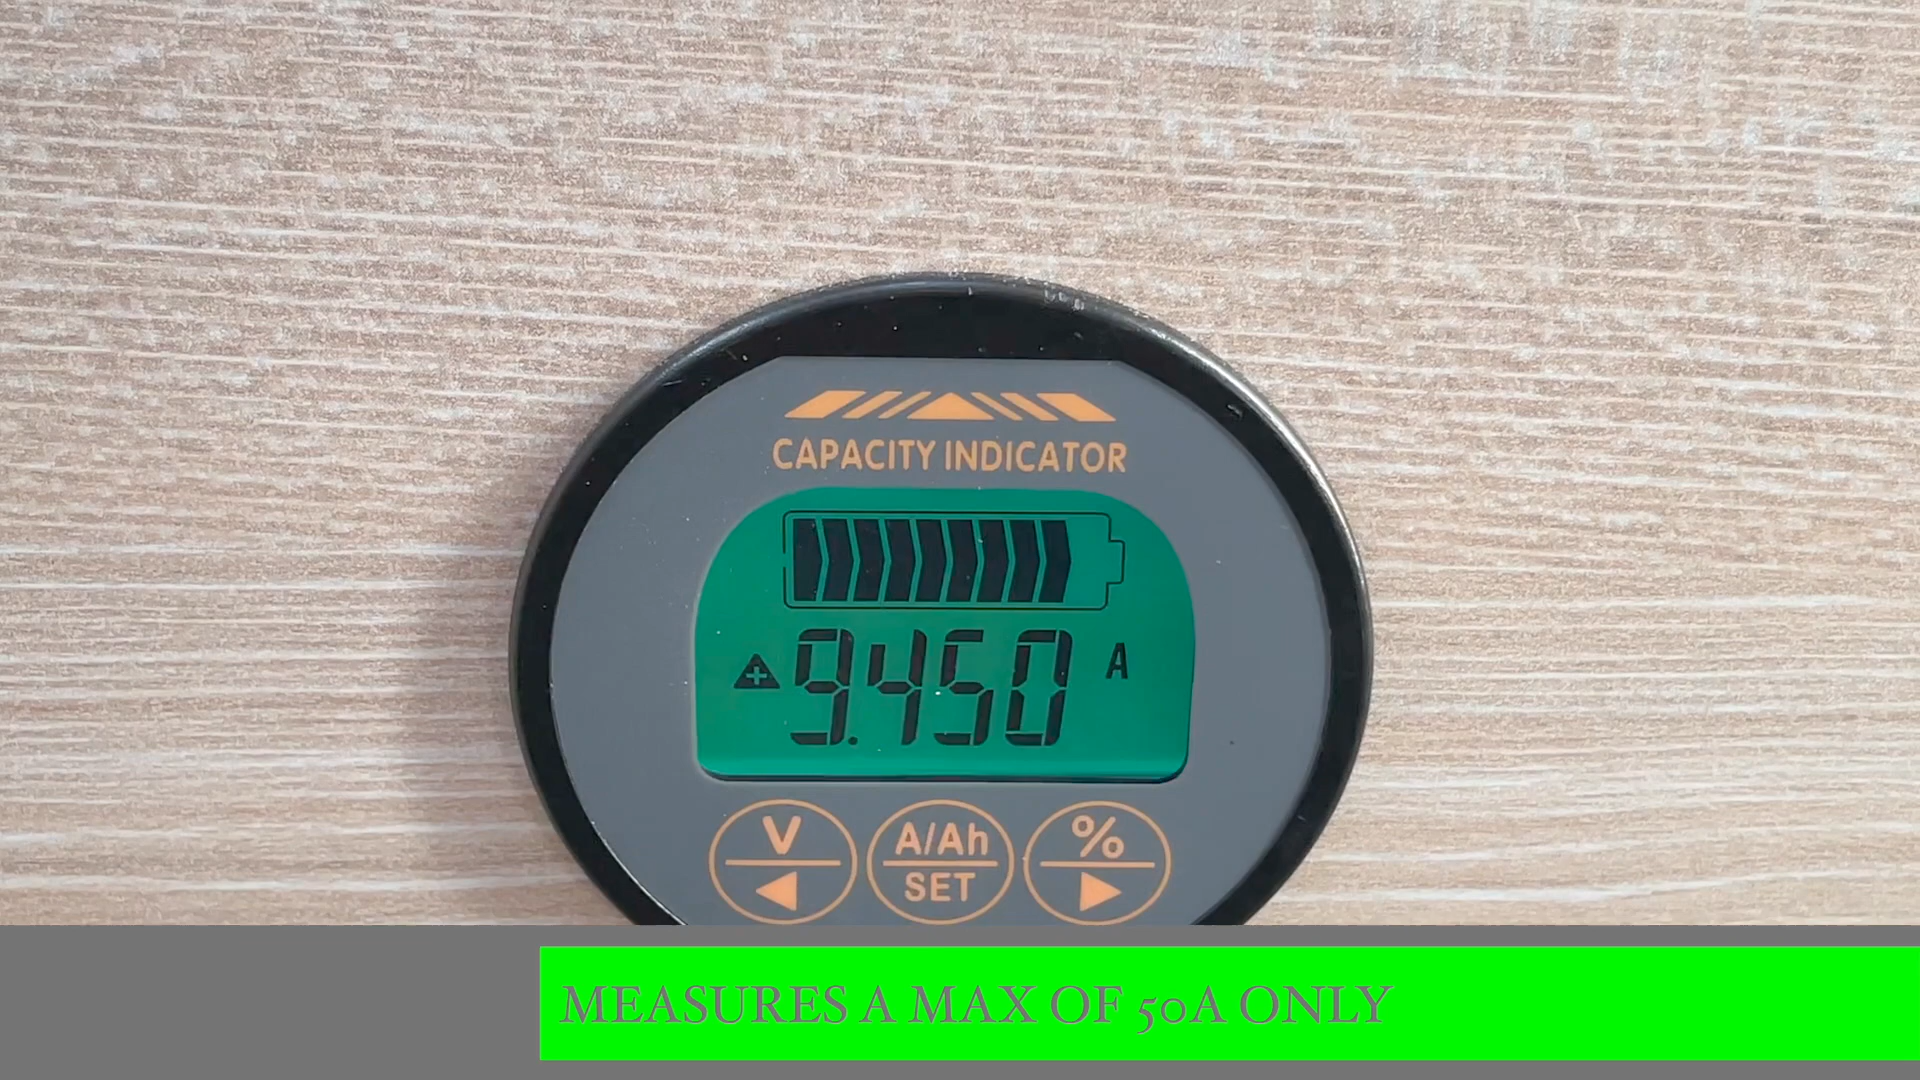 CAPACITY INDICATOR
9.450 A
V A/Ah %
SET
MEASURES A MAX OF 50A ONLY